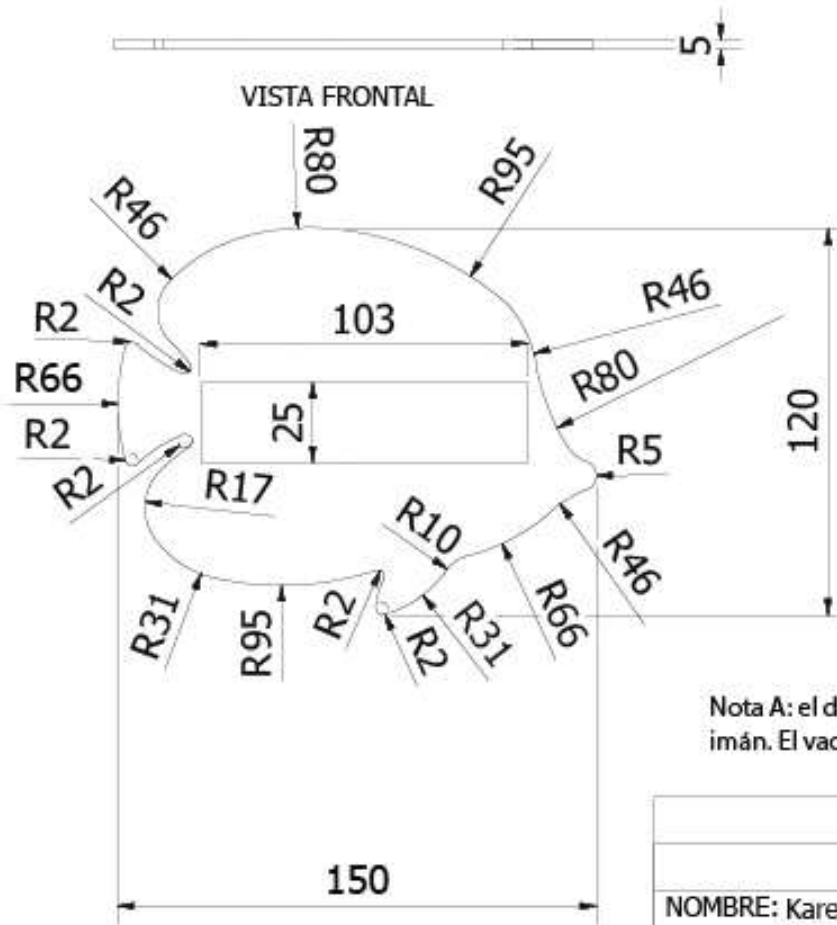 5
VISTA FRONTAL
R80
R95
R46
R2
R2
103
R46
R66
R80
25
120
R2
R2
R17
R5
R10
R46
R31
R95
R2
R2
R31
R66
Nota A: el d
imán. El vac
150
NOMBRE: Kare